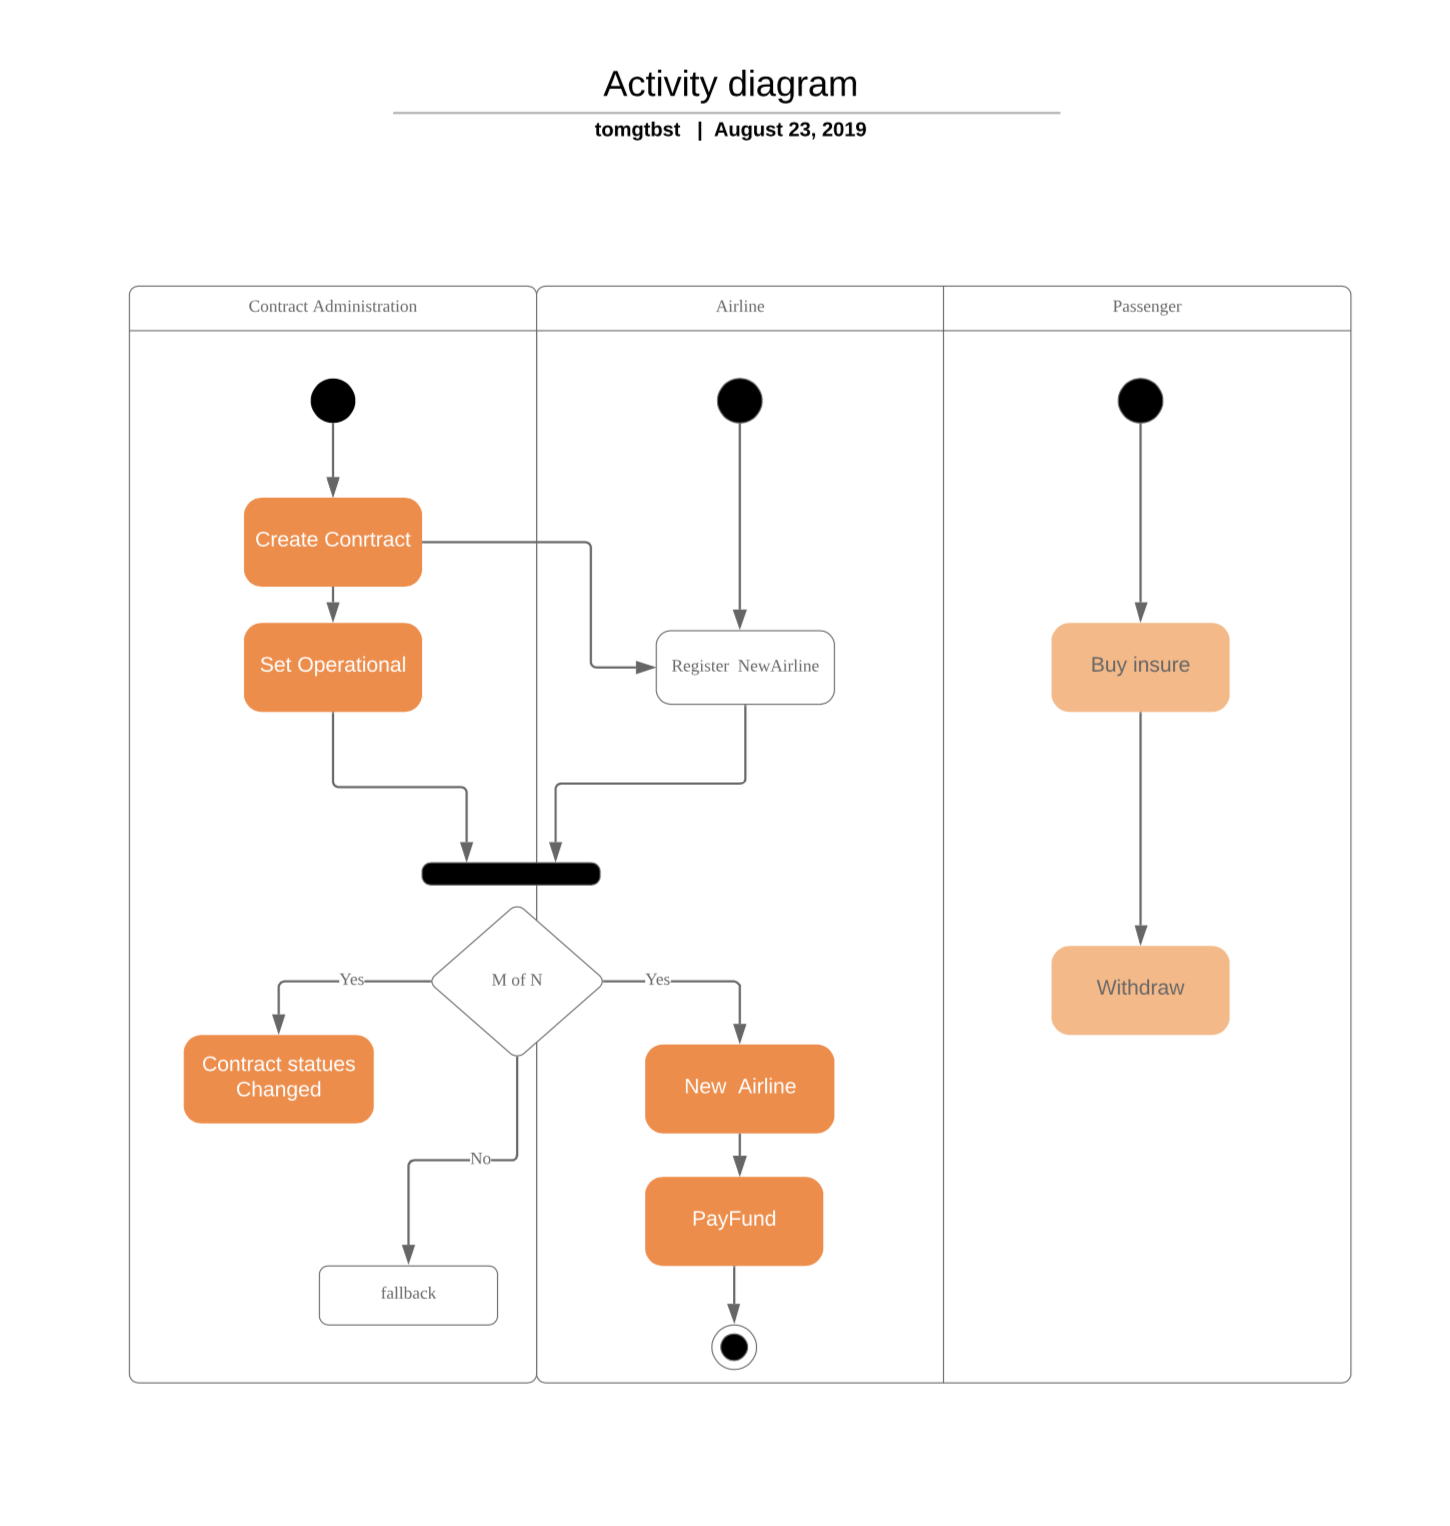 Activity diagram
tomgtbst | August 23, 2019
Contract Administration
Airline
Passenger
Create Conrtract
Set Operational
Register NewAirline
Buy insure
M of N
Yes
Yes
Withdraw
Contract statues
Changed
New Airline
No
PayFund
fallback